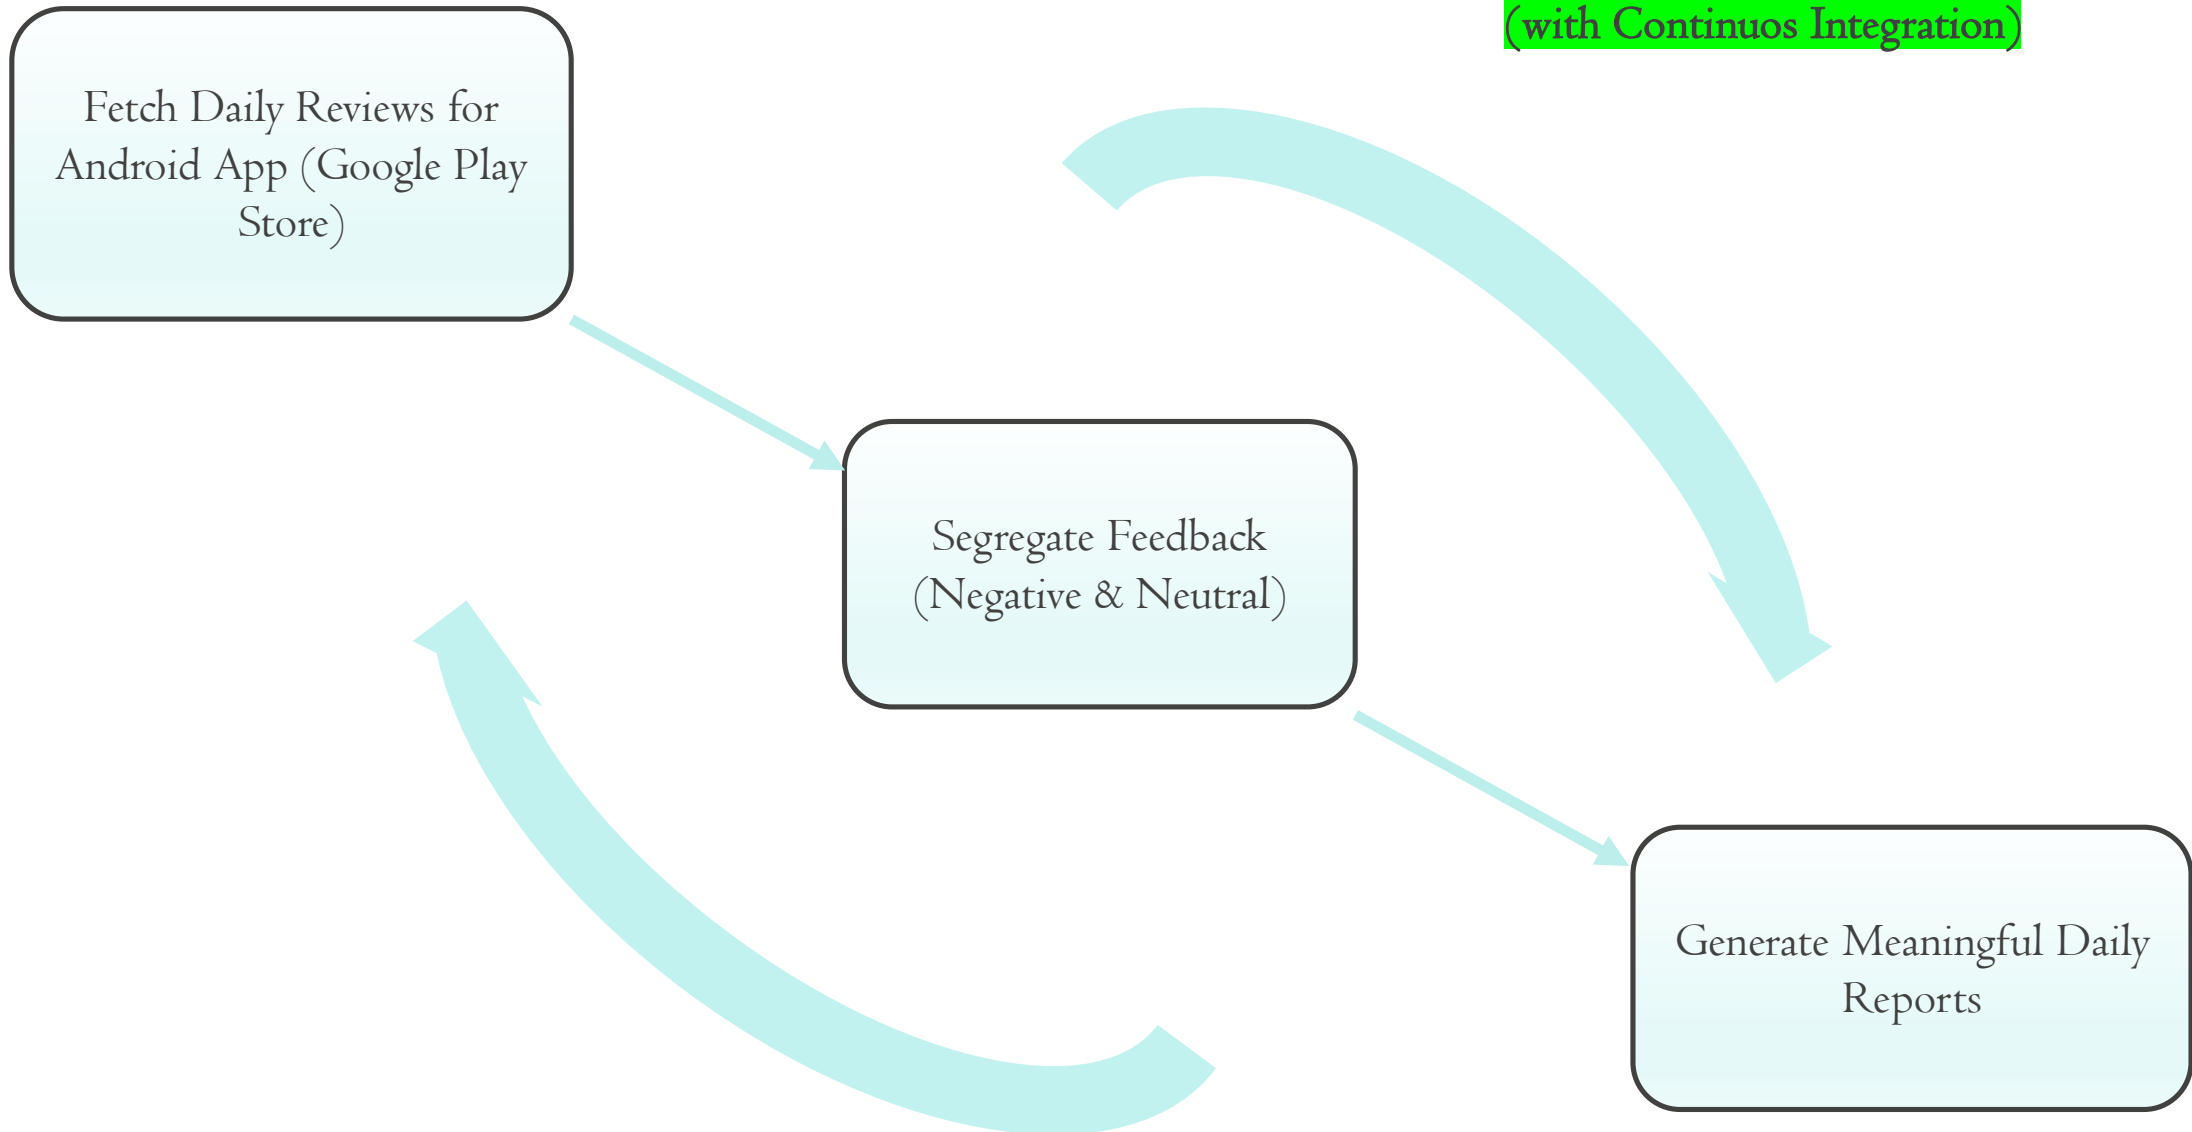 (with Continuos Integration)
Fetch Daily Reviews for
Android App (Google Play
Store)
Segregate Feedback
(Negative & Neutral)
Generate Meaningful Daily
Reports